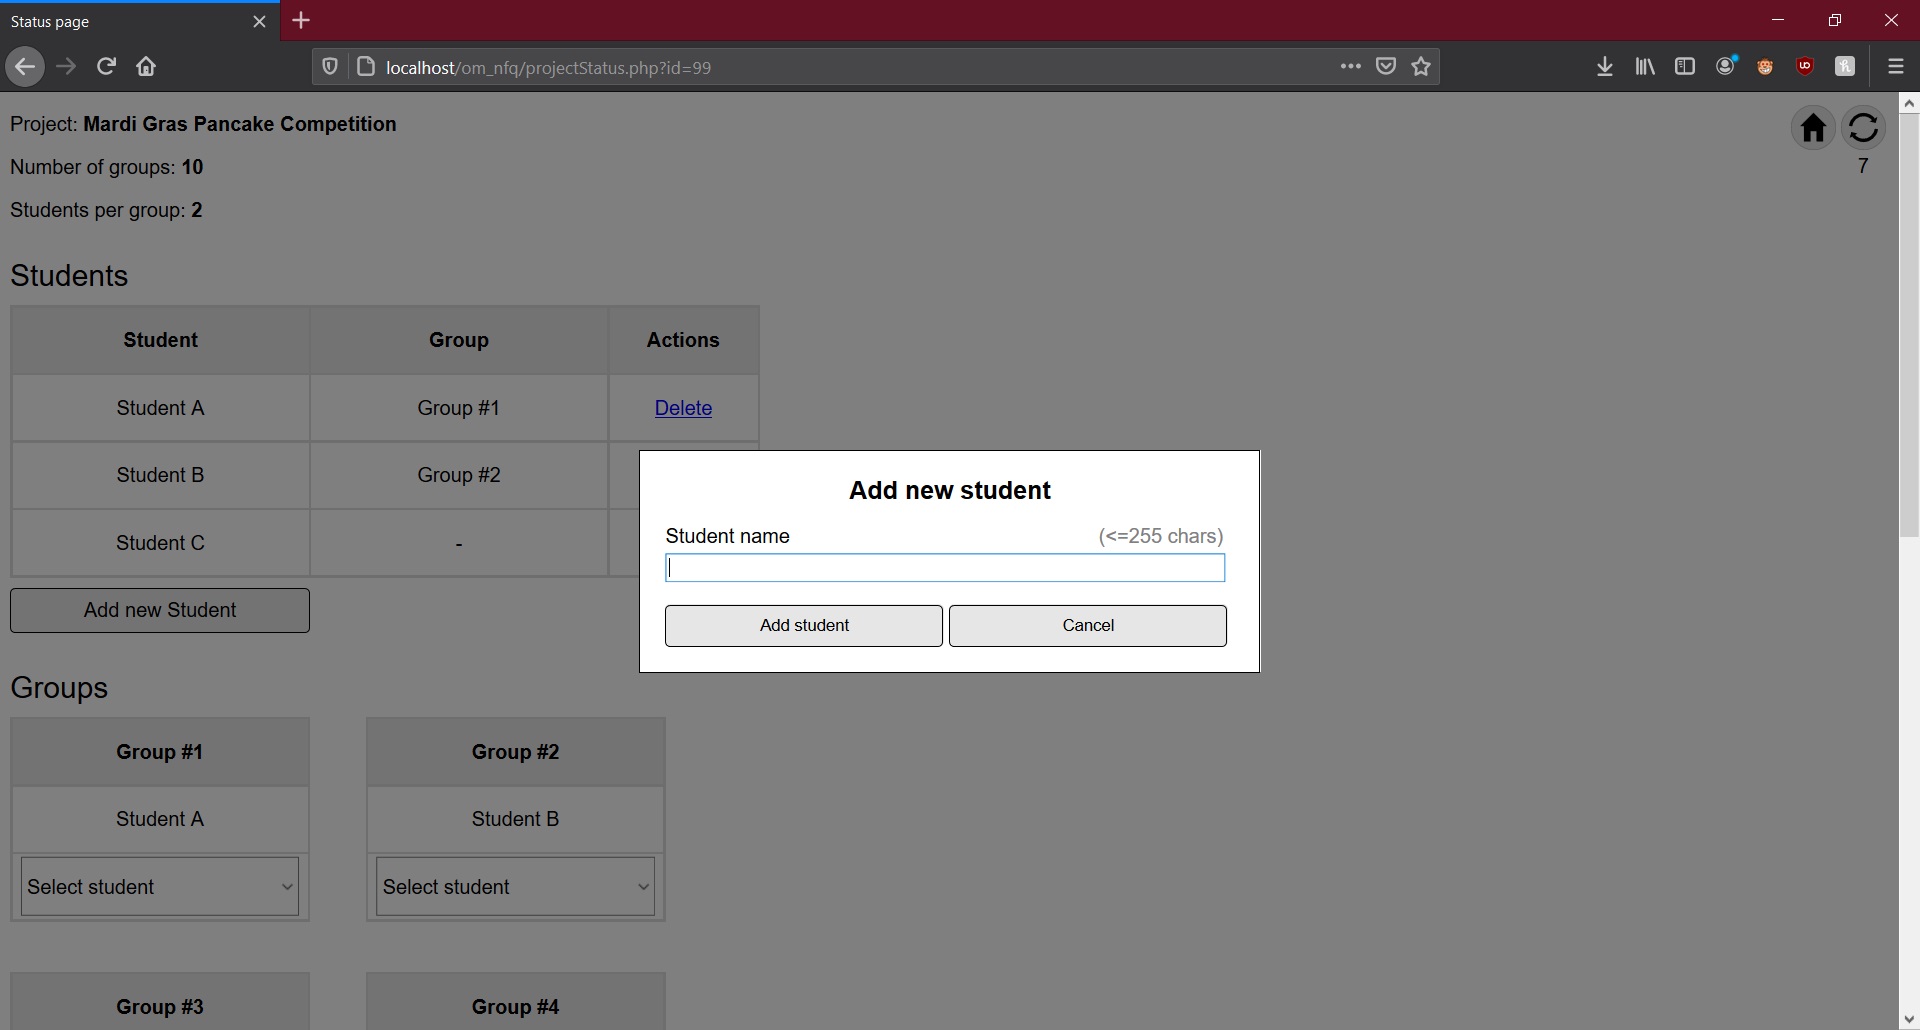 Status page
localhost/om_nfq/projectStatus.php?id=99
Project: Mardi Gras Pancake Competition
7
Number of groups: 10
Students per group: 2
Students
Student Group Actions
Student A Group #1 Delete
Student B Group #2
Student C -
Add new Student
Add new student
Student name (<=255 chars)
Add student Cancel
Groups
Group #1 Group #2
Student A Student B
Select student Select student
Group #3 Group #4